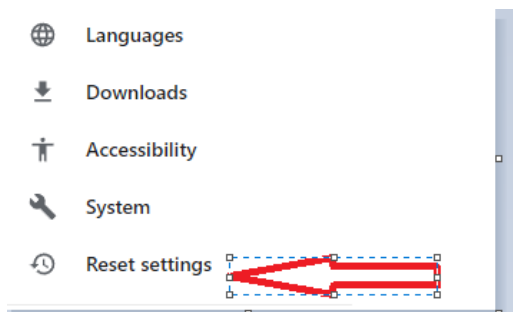 Languages
Downloads
Accessibility
System
Reset settings